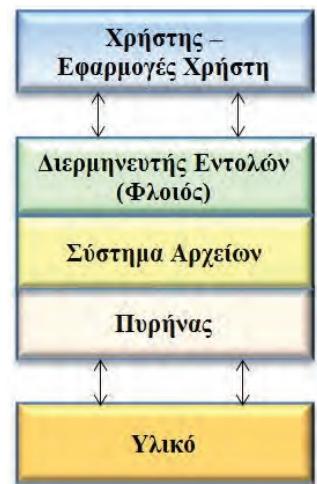 Χρήστης –
Εφαρμογές Χρήστη
Διερμηνευτής Εντολών
(Φλοιός)
Σύστημα Αρχείων
Πυρήνας
Υλικό